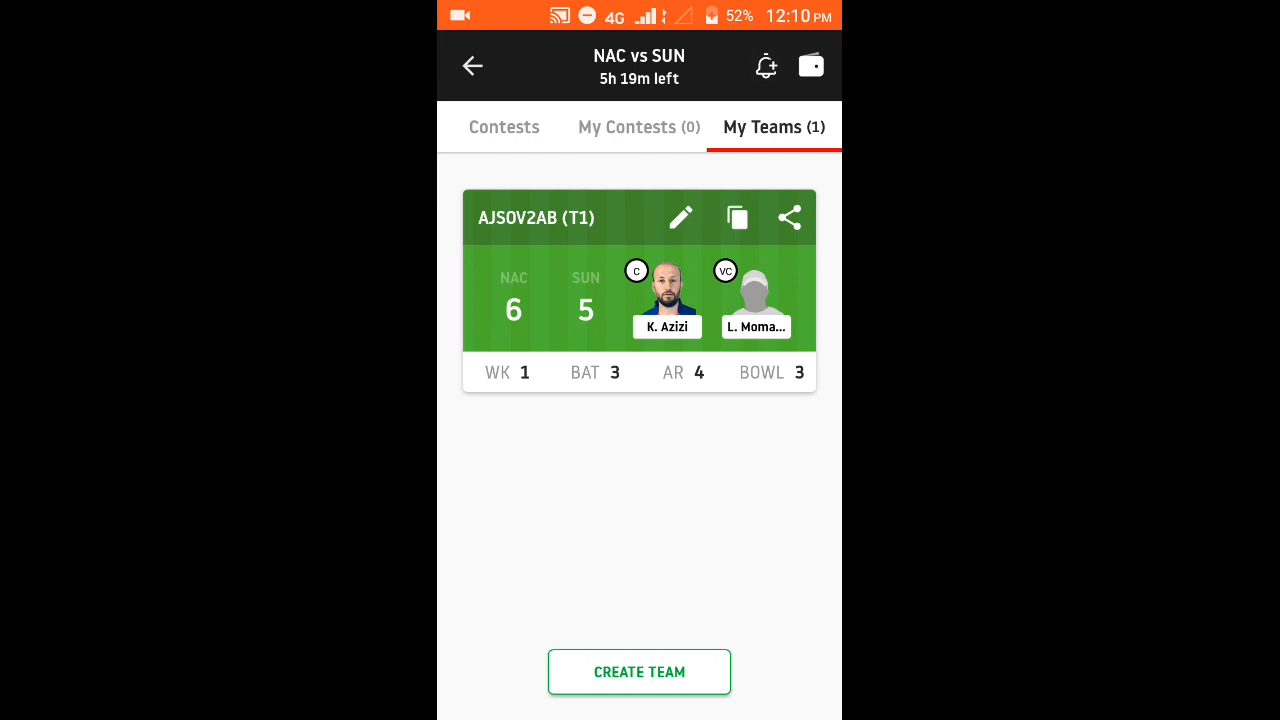 4G 52% 12:10 PM
NAC vs SUN
5h 19m left
Contests My Contests (0) My Teams (1)
AJSOV2AB (T1)
C VC
NAC SUN
6 5
K. Azizi L. Moma...
WK 1 BAT 3 AR 4 BOWL 3
CREATE TEAM